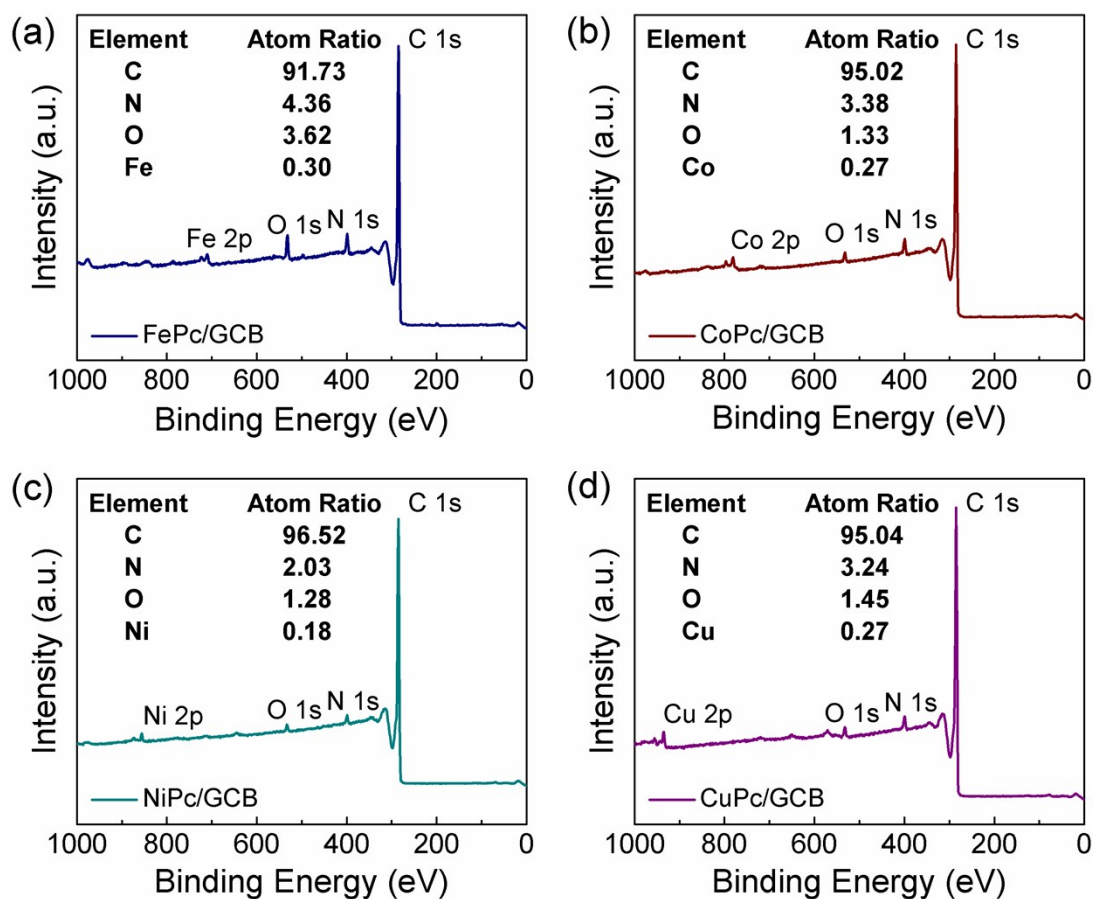 (a)
Element Atom Ratio
C 91.73
N 4.36
O 3.62
Fe 0.30
C 1s
Fe 2p
O 1s
N 1s
FePc/GCB
Intensity (a.u.)
1000 800 600 400 200 0
Binding Energy (eV)
(b)
Element Atom Ratio
C 95.02
N 3.38
O 1.33
Co 0.27
C 1s
Co 2p
O 1s
N 1s
CoPc/GCB
Intensity (a.u.)
1000 800 600 400 200 0
Binding Energy (eV)
(c)
Element Atom Ratio
C 96.52
N 2.03
O 1.28
Ni 0.18
C 1s
Ni 2p
O 1s
N 1s
NiPc/GCB
Intensity (a.u.)
1000 800 600 400 200 0
Binding Energy (eV)
(d)
Element Atom Ratio
C 95.04
N 3.24
O 1.45
Cu 0.27
C 1s
Cu 2p
O 1s
N 1s
CuPc/GCB
Intensity (a.u.)
1000 800 600 400 200 0
Binding Energy (eV)